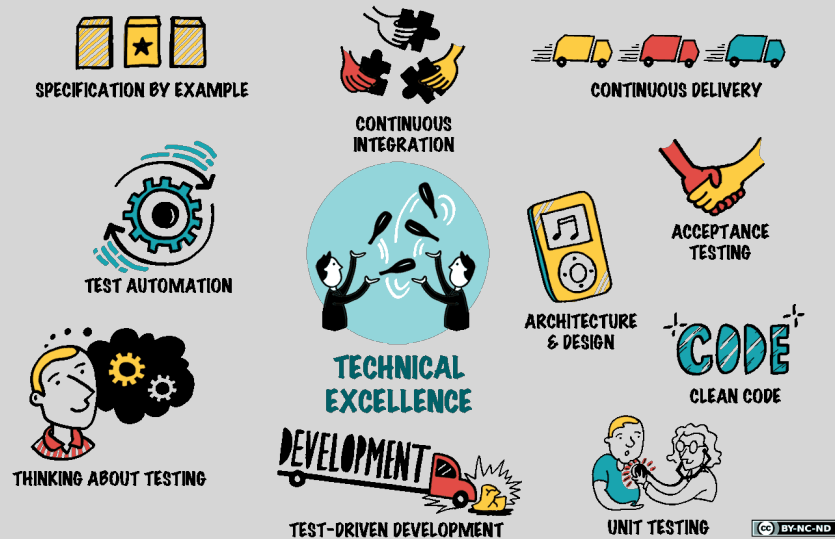 SPECIFICATION BY EXAMPLE
CONTINUOUS
INTEGRATION
CONTINUOUS DELIVERY
TEST AUTOMATION
ACCEPTANCE
TESTING
ARCHITECTURE
& DESIGN
TECHNICAL
EXCELLENCE
CODE
CLEAN CODE
THINKING ABOUT TESTING
DEVELOPMENT
TEST-DRIVEN DEVELOPMENT
UNIT TESTING
cc BY-NC-ND